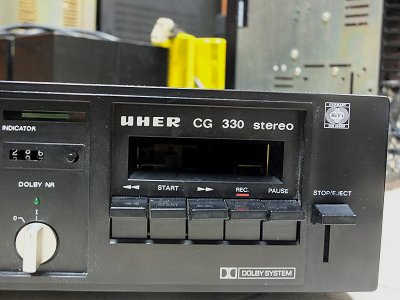 UHER CG 330 stereo
INDICATOR
DOLBY NR
START
REC.
PAUSE
STOP/EJECT
DOLBY SYSTEM